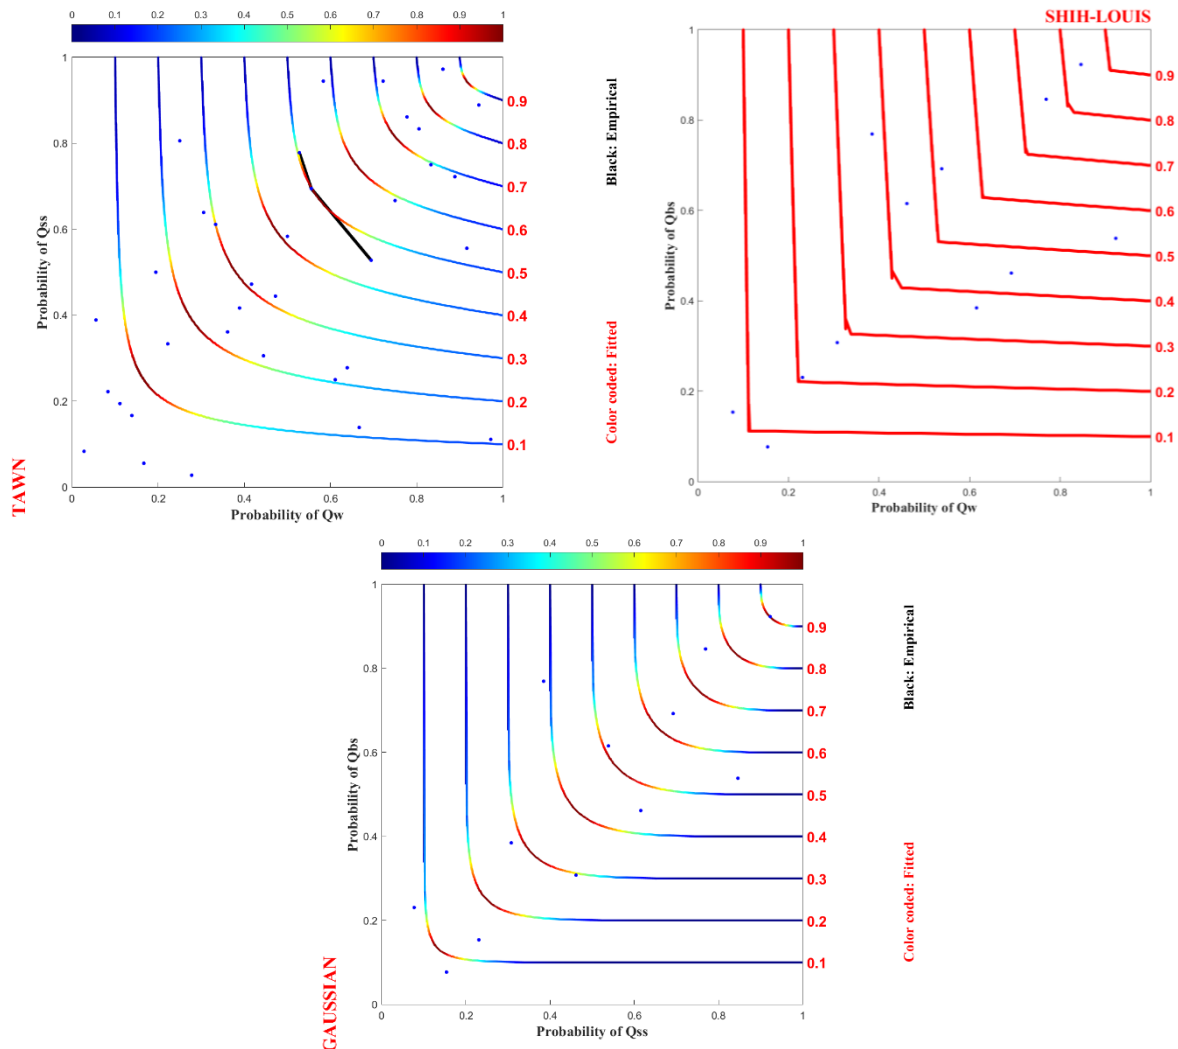 0 0.1 0.2 0.3 0.4 0.5 0.6 0.7 0.8 0.9 1
1
0.8
0.6
0.4
0.2
0
0.2 0.4 0.6 0.8 1
Probability of Qss
Probability of Qw
TAWN
0.9
0.8
0.7
0.6
0.5
0.4
0.3
0.2
0.1
Black: Empirical
Color coded: Fitted
SHIH-LOUIS
1
0.8
0.6
0.4
0.2
0
0 0.2 0.4 0.6 0.8 1
Probability of Qbs
Probability of Qw
0.9
0.8
0.7
0.6
0.5
0.4
0.3
0.2
0.1
0 0.1 0.2 0.3 0.4 0.5 0.6 0.7 0.8 0.9 1
1
0.8
0.6
0.4
0.2
0
0 0.2 0.4 0.6 0.8 1
Probability of Qbs
Probability of Qss
GAUSSIAN
0.9
0.8
0.7
0.6
0.5
0.4
0.3
0.2
0.1
Black: Empirical
Color coded: Fitted